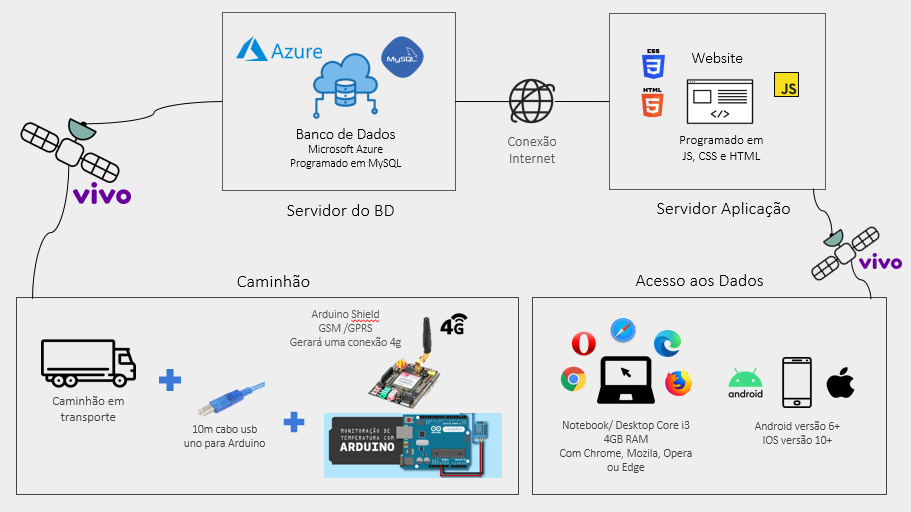 Azure
MySQL
Banco de Dados
Microsoft Azure
Programado em MySQL
Servidor do BD
Conexão
Internet
CSS
3
Website
HTML
5
JS
</>
Programado em
JS, CSS e HTML
Servidor Aplicação
vivo
vivo
Caminhão
Caminhão em
transporte
10m cabo usb
uno para Arduino
Arduino Shield
GSM /GPRS
Gerará uma conexão 4g
4G
MONITORAÇÃO DE
TEMPERATURA COM
ARDUINO
Acesso aos Dados
Notebook/ Desktop Core i3
4GB RAM
Com Chrome, Mozila, Opera
ou Edge
android
Android versão 6+
IOS versão 10+